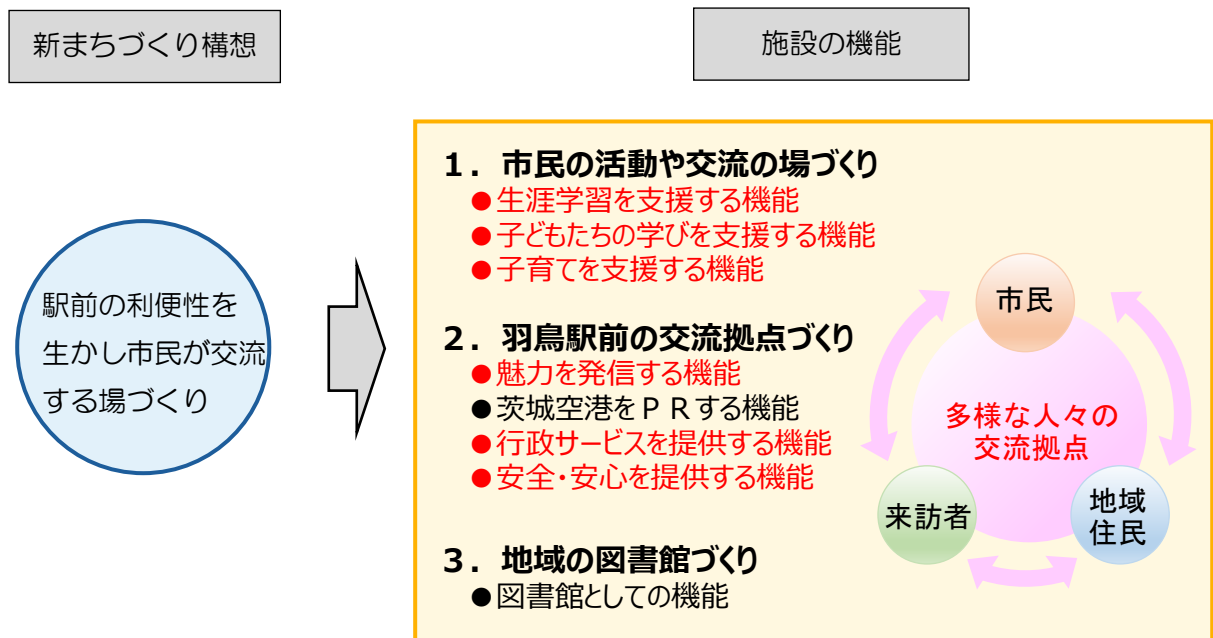 新まちづくり構想
施設の機能
駅前の利便性を
生かし市民が交流
する場づくり
１．市民の活動や交流の場づくり
●生涯学習を支援する機能
●子どもたちの学びを支援する機能
●子育てを支援する機能
２．羽鳥駅前の交流拠点づくり
●魅力を発信する機能
●茨城空港をＰＲする機能
●行政サービスを提供する機能
●安全・安心を提供する機能
３．地域の図書館づくり
●図書館としての機能
市民
多様な人々の
交流拠点
来訪者
地域
住民